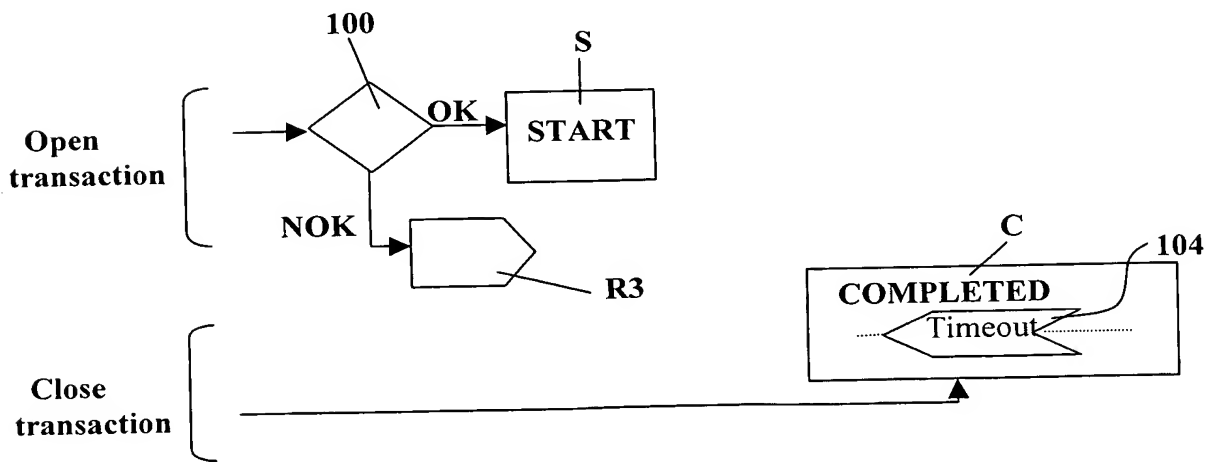 100
S
OK
START
Open
transaction
NOK
R3
C
104
COMPLETED
Timeout
Close
transaction